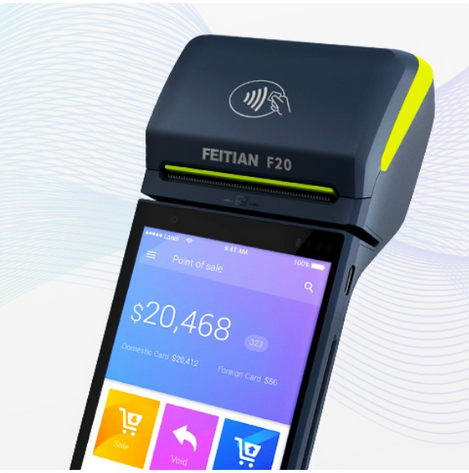 FEITIAN F20
Landi
9:41 AM
100%
Point of sale
$20,468
323
Domestic Card $20,412
Foreign Card $56
Sale
Void